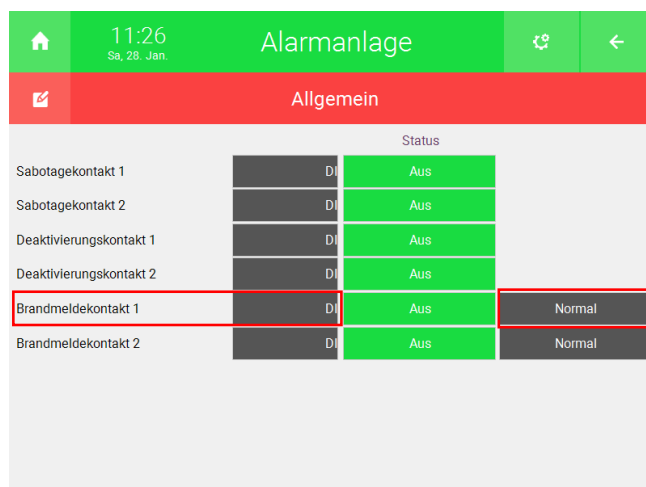 11:26
Sa, 28. Jan.
Alarmanlage
Allgemein
Status
Sabotagekontakt 1 DI Aus
Sabotagekontakt 2 DI Aus
Deaktivierungskontakt 1 DI Aus
Deaktivierungskontakt 2 DI Aus
Brandmeldekontakt 1 DI Aus Normal
Brandmeldekontakt 2 DI Aus Normal